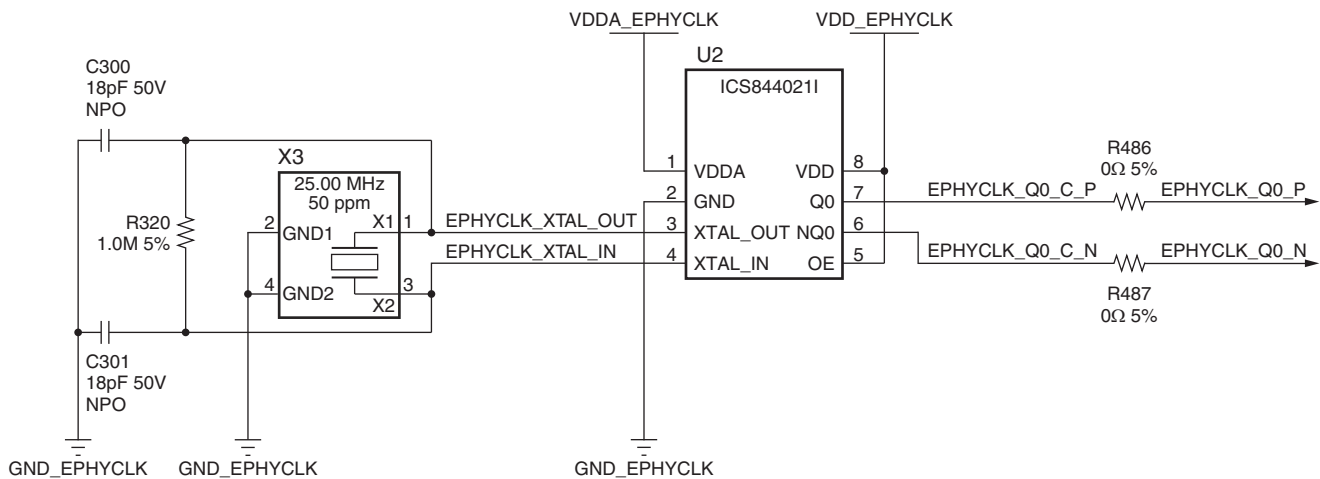 VDDA_EPHYCLK
VDD_EPHYCLK
U2
ICS844021I
C300
18pF 50V
NPO
R320
1.0M 5%
C301
18pF 50V
NPO
X3
25.00 MHz
50 ppm
X1
1
2
GND1
4
GND2
3
X2
EPHYCLK_XTAL_OUT
EPHYCLK_XTAL_IN
1
VDDA
2
GND
3
XTAL_OUT
4
XTAL_IN
VDD
8
Q0
7
NQ0
6
OE
5
R486
0Ω 5%
EPHYCLK_Q0_C_P
EPHYCLK_Q0_P
EPHYCLK_Q0_C_N
EPHYCLK_Q0_N
R487
0Ω 5%
GND_EPHYCLK
GND_EPHYCLK
GND_EPHYCLK